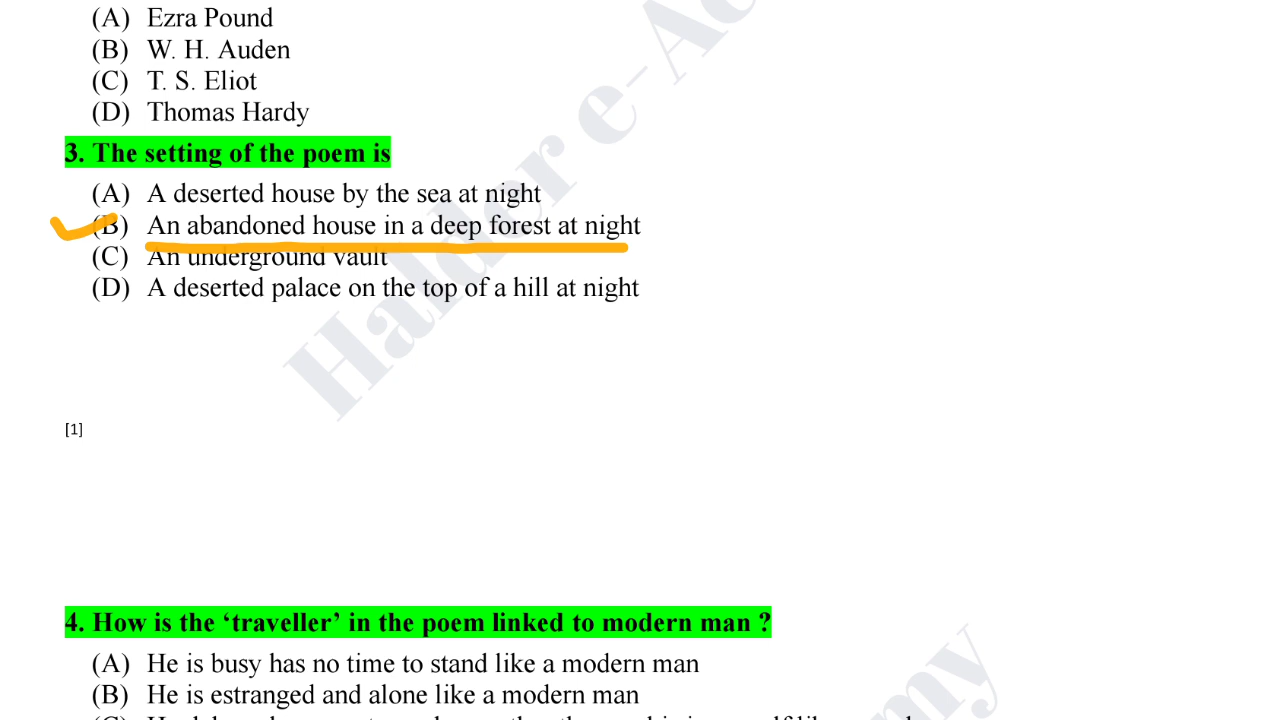 (A) Ezra Pound
(B) W. H. Auden
(C) T. S. Eliot
(D) Thomas Hardy
3. The setting of the poem is
(A) A deserted house by the sea at night
(B) An abandoned house in a deep forest at night
(C) An underground vault
(D) A deserted palace on the top of a hill at night
[1]
4. How is the ‘traveller’ in the poem linked to modern man ?
(A) He is busy has no time to stand like a modern man
(B) He is estranged and alone like a modern man
Halder e-Ac
my